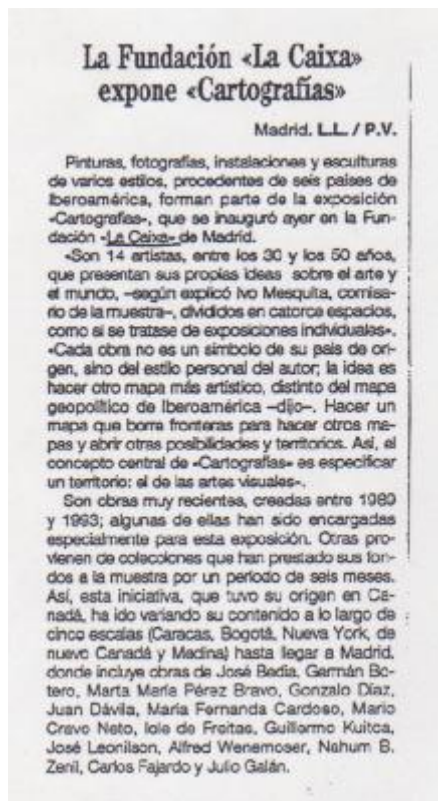 La Fundación «La Caixa»
expone «Cartografías»
Madrid. L.L. / P.V.
Pinturas, fotografías, instalaciones y esculturas
de varios estilos, procedentes de seis países de
Iberoamérica, forman parte de la exposición
«Cartografías», que se inauguró ayer en la Fun-
dación «La Caixa» de Madrid.
«Son 14 artistas, entre los 30 y los 50 años,
que presentan sus propias ideas sobre el arte y
el mundo, –según explicó Ivo Mesquita, comisa-
rio de la muestra–, divididos en catorce espacios,
como si se tratase de exposiciones individuales».
«Cada obra no es un símbolo de su país de ori-
gen, sino del estilo personal del autor; la idea es
hacer otro mapa más artístico, distinto del mapa
geopolítico de Iberoamérica –dijo–. Hacer un
mapa que borra fronteras para hacer otros ma-
pas y abrir otras posibilidades y territorios. Así, el
concepto central de «Cartografías» es especificar
un territorio: el de las artes visuales».
Son obras muy recientes, creadas entre 1989
y 1993; algunas de ellas han sido encargadas
especialmente para esta exposición. Otras pro-
vienen de colecciones que han prestado sus fon-
dos a la muestra por un período de seis meses.
Así, esta iniciativa, que tuvo su origen en Ca-
nadá, ha ido variando su contenido a lo largo de
cinco escalas (Caracas, Bogotá, Nueva York, de
nuevo Canadá y Medina) hasta llegar a Madrid,
donde incluye obras de José Bedia, Germán Bo-
tero, Marta María Pérez Bravo, Gonzalo Díaz,
Juan Dávila, María Fernanda Cardoso, Mario
Cravo Neto, Iole de Freitas, Guillermo Kuitca,
José Leonilson, Alfred Wenemoser, Nahum B.
Zenil, Carlos Fajardo y Julio Galán.